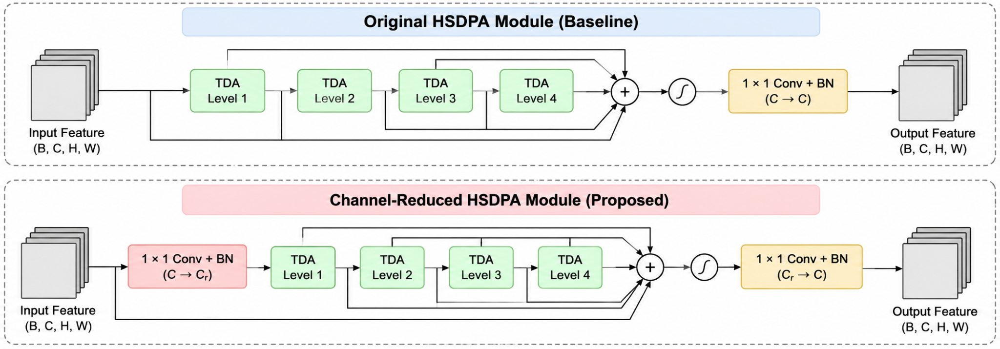 Original HSDPA Module (Baseline)
Input Feature
(B, C, H, W)
TDA
Level 1
TDA
Level 2
TDA
Level 3
TDA
Level 4
+
∫
1 × 1 Conv + BN
(C → C)
Output Feature
(B, C, H, W)
Channel-Reduced HSDPA Module (Proposed)
Input Feature
(B, C, H, W)
1 × 1 Conv + BN
(C → Cᵣ)
TDA
Level 1
TDA
Level 2
TDA
Level 3
TDA
Level 4
+
∫
1 × 1 Conv + BN
(Cᵣ → C)
Output Feature
(B, C, H, W)